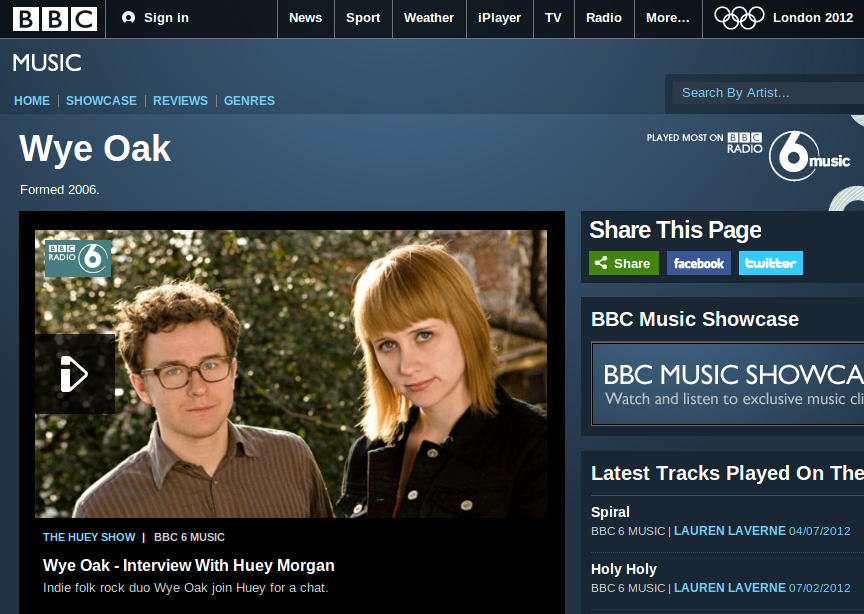 BBC Sign in News Sport Weather iPlayer TV Radio More... London 2012
MUSIC
HOME SHOWCASE REVIEWS GENRES
Search By Artist...
Wye Oak
Formed 2006.
PLAYED MOST ON BBC RADIO 6 music
BBC RADIO 6
Share This Page
Share facebook twitter
BBC Music Showcase
BBC MUSIC SHOWCA
Watch and listen to exclusive music cli
Latest Tracks Played On The
Spiral
BBC 6 MUSIC | LAUREN LAVERNE 04/07/2012
Holy Holy
BBC 6 MUSIC | LAUREN LAVERNE 07/02/2012
THE HUEY SHOW | BBC 6 MUSIC
Wye Oak - Interview With Huey Morgan
Indie folk rock duo Wye Oak join Huey for a chat.